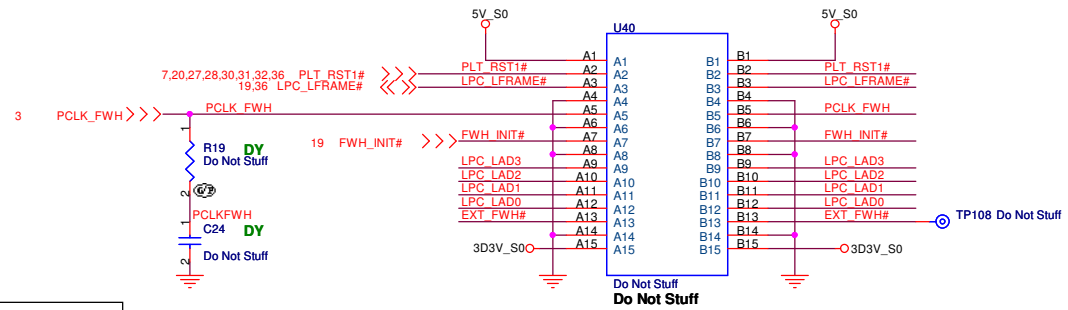 5V_S0 5V_S0
U40
A1 A1 B1 B1
7,20,27,28,30,31,32,36 PLT_RST1# PLT_RST1# A2 A2 B2 B2 PLT_RST1#
19,36 LPC_LFRAME# LPC_LFRAME# A3 A3 B3 B3 LPC_LFRAME#
A4 A4 B4 B4
3 PCLK_FWH PCLK_FWH A5 A5 B5 B5 PCLK_FWH
A6 A6 B6 B6
19 FWH_INIT# FWH_INIT# A7 A7 B7 B7 FWH_INIT#
A8 A8 B8 B8
LPC_LAD3 A9 A9 B9 B9 LPC_LAD3
LPC_LAD2 A10 A10 B10 B10 LPC_LAD2
LPC_LAD1 A11 A11 B11 B11 LPC_LAD1
LPC_LAD0 A12 A12 B12 B12 LPC_LAD0
EXT_FWH# A13 A13 B13 B13 EXT_FWH# TP108 Do Not Stuff
A14 A14 B14 B14
3D3V_S0 A15 A15 B15 B15 3D3V_S0
Do Not Stuff
Do Not Stuff
1
R19 DY
Do Not Stuff
2
PCLKFWH
1
C24 DY
Do Not Stuff
2